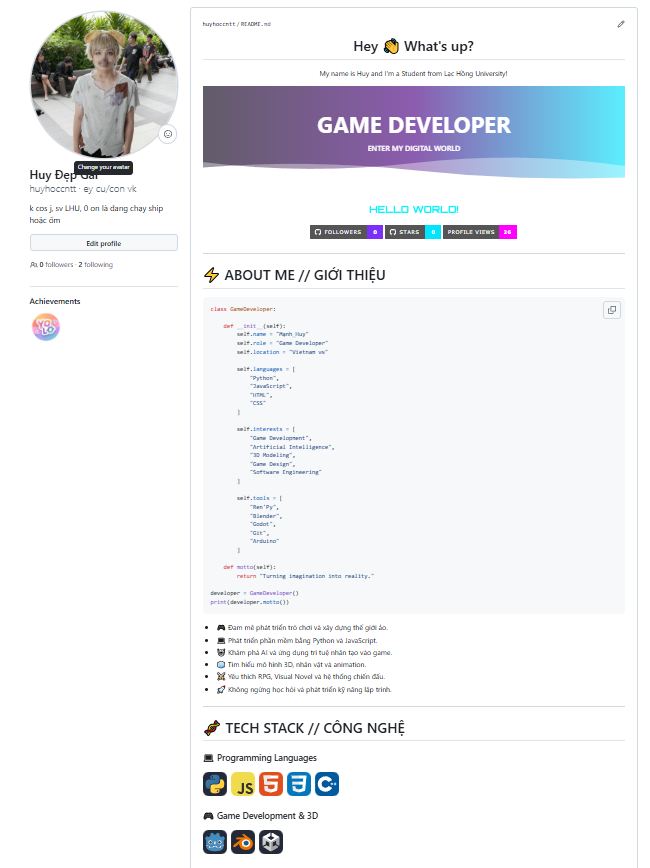 Change your avatar
Huy Đẹp Gai
huyhoccntt · ey cu/con vk
k cos j, sv LHU, 0 on là đang chạy ship
hoặc ốm
Edit profile
0 followers · 2 following
Achievements
YOLO
huyhoccntt / README.md
Hey 👋 What's up?
My name is Huy and I'm a Student from Lạc Hồng University!
GAME DEVELOPER
ENTER MY DIGITAL WORLD
HELLO WORLD!
FOLLOWERS 0
STARS 0
PROFILE VIEWS 36
⚡ ABOUT ME // GIỚI THIỆU
class GameDeveloper:
def __init__(self):
self.name = "Mạnh_Huy"
self.role = "Game Developer"
self.location = "Vietnam vn"
self.languages = [
"Python",
"JavaScript",
"HTML",
"CSS"
]
self.interests = [
"Game Development",
"Artificial Intelligence",
"3D Modeling",
"Game Design",
"Software Engineering"
]
self.tools = [
"Ren'Py",
"Blender",
"Godot",
"Git",
"Arduino"
]
def motto(self):
return "Turning imagination into reality."
developer = GameDeveloper()
print(developer.motto())
🎮 Đam mê phát triển trò chơi và xây dựng thế giới ảo.
💻 Phát triển phần mềm bằng Python và JavaScript.
🤖 Khám phá AI và ứng dụng trí tuệ nhân tạo vào game.
🧊 Tìm hiểu mô hình 3D, nhân vật và animation.
⚔️ Yêu thích RPG, Visual Novel và hệ thống chiến đấu.
🚀 Không ngừng học hỏi và phát triển kỹ năng lập trình.
🧬 TECH STACK // CÔNG NGHỆ
💻 Programming Languages
JS
5
3
C++
🎮 Game Development & 3D